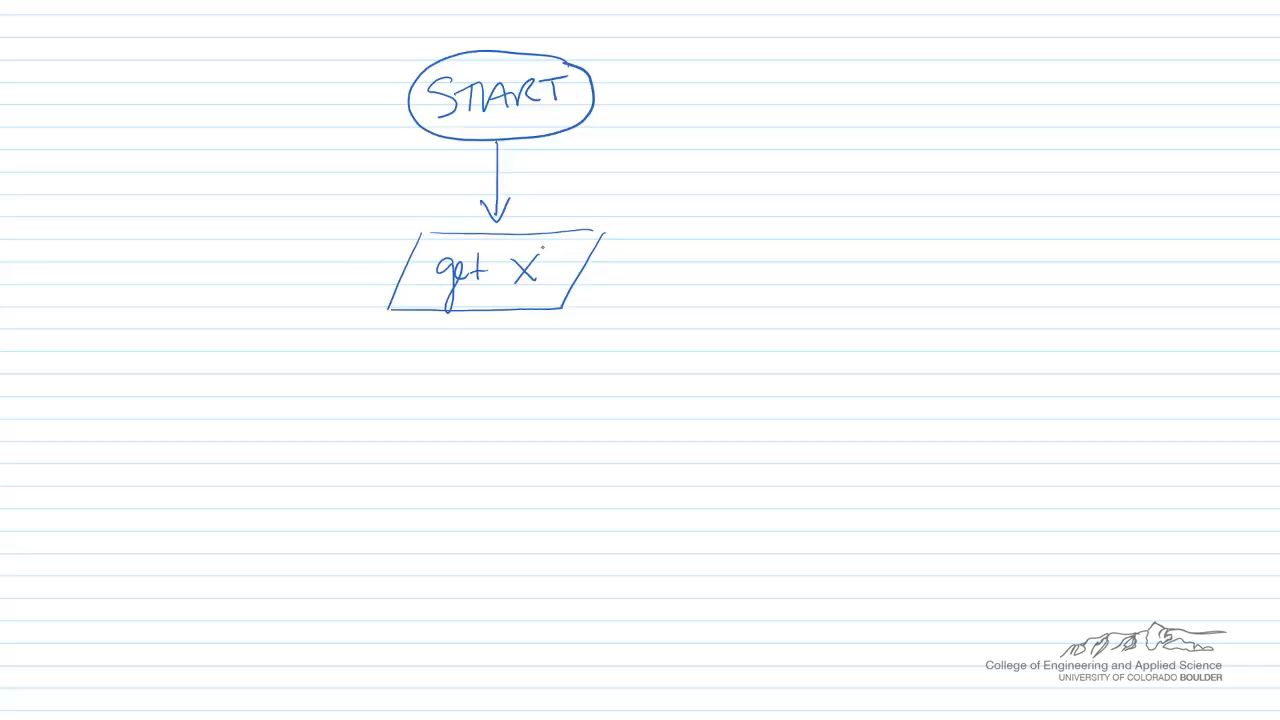 START
get x
College of Engineering and Applied Science
UNIVERSITY OF COLORADO BOULDER